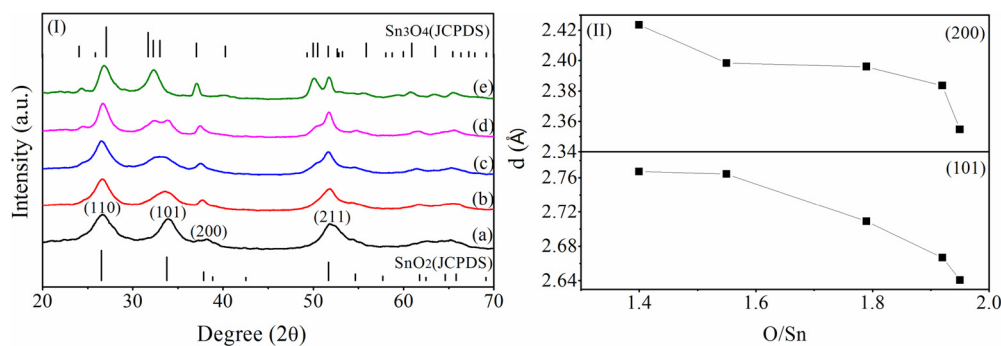 (I)
Sn3O4(JCPDS)
(e)
(d)
(c)
(b)
(110)
(101)
(200)
(211)
(a)
SnO2(JCPDS)
20
30
40
50
60
70
Degree (2θ)
Intensity (a.u.)
(II)
(200)
2.42
2.40
2.38
2.36
2.34
(101)
2.76
2.72
2.68
2.64
d (Å)
1.4
1.6
1.8
2.0
O/Sn